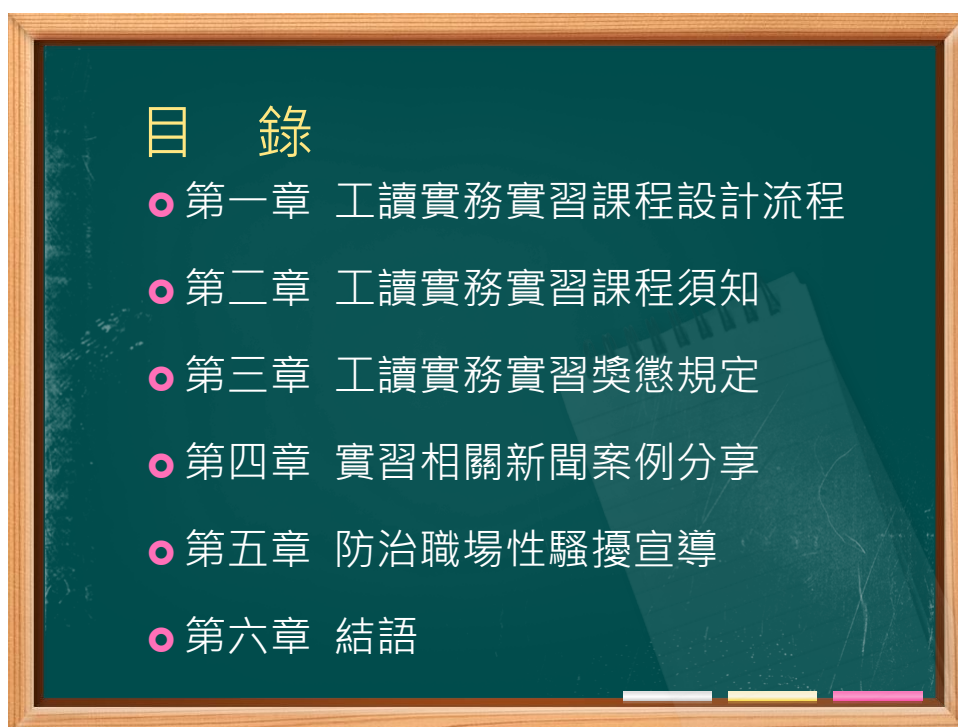 目 錄
第一章 工讀實務實習課程設計流程
第二章 工讀實務實習課程須知
第三章 工讀實務實習獎懲規定
第四章 實習相關新聞案例分享
第五章 防治職場性騷擾宣導
第六章 結語